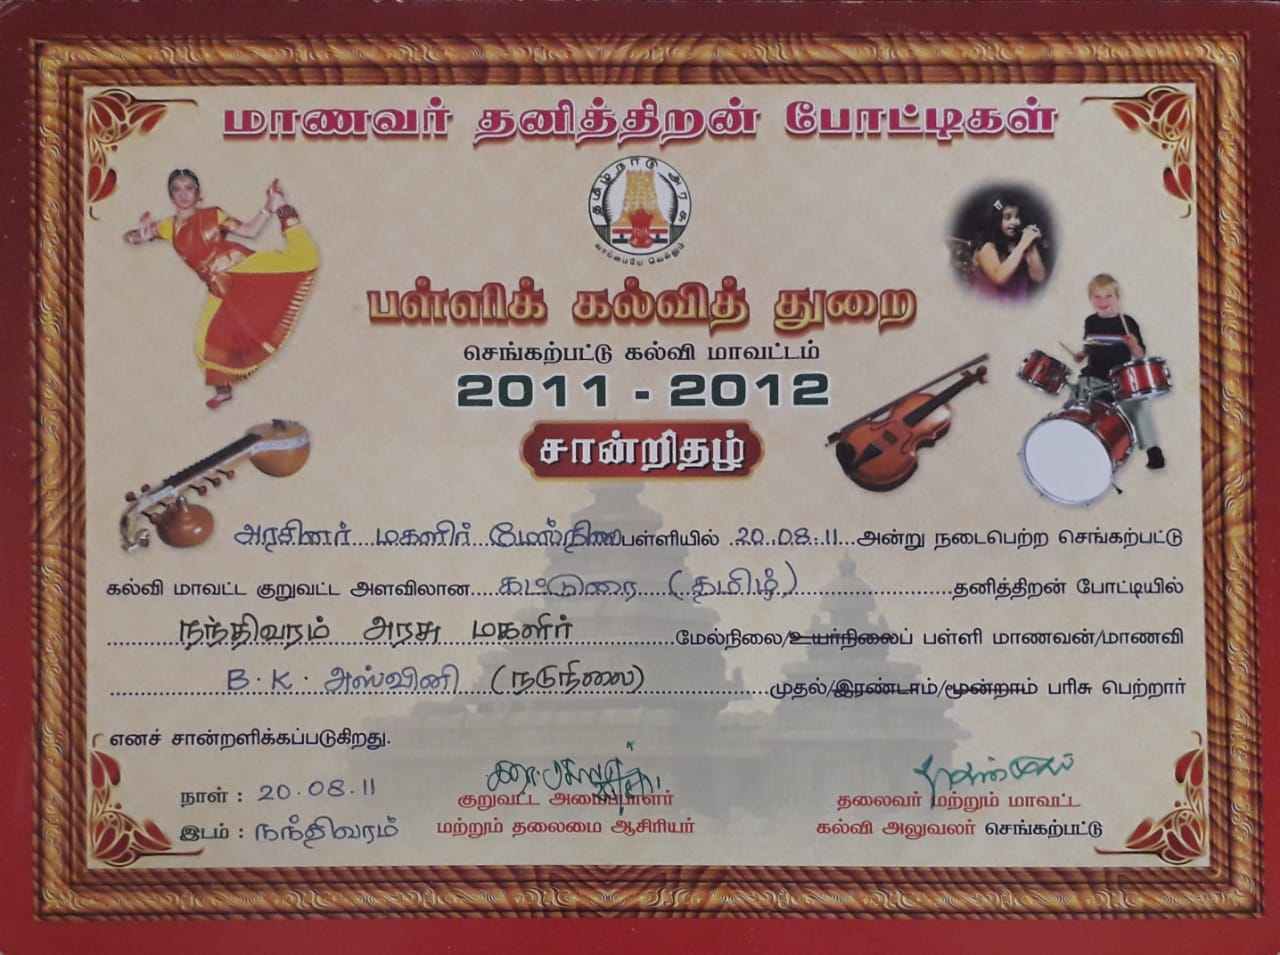 மாணவர் தனித்திறன் போட்டிகள்
தமிழ்நாடு அரசு
வாய்மையே வெல்லும்
பள்ளிக் கல்வித் துறை
செங்கற்பட்டு கல்வி மாவட்டம்
2011 - 2012
சான்றிதழ்
அரசினர் மகளிர் மேல்நிலை பள்ளியில் 20.08.11 அன்று நடைபெற்ற செங்கற்பட்டு
கல்வி மாவட்ட குறுவட்ட அளவிலான கட்டுரை (தமிழ்) தனித்திறன் போட்டியில்
நந்திவரம் அரசு மகளிர் மேல்நிலை/உயர்நிலைப் பள்ளி மாணவன்/மாணவி
B.K. அஸ்வினி (நடுநிலை) முதல்/இரண்டாம்/மூன்றாம் பரிசு பெற்றார்
எனச் சான்றளிக்கப்படுகிறது.
நாள் : 20.08.11
இடம் : நந்திவரம்
குறுவட்ட அமைப்பாளர்
மற்றும் தலைமை ஆசிரியர்
தலைவர் மற்றும் மாவட்ட
கல்வி அலுவலர் செங்கற்பட்டு